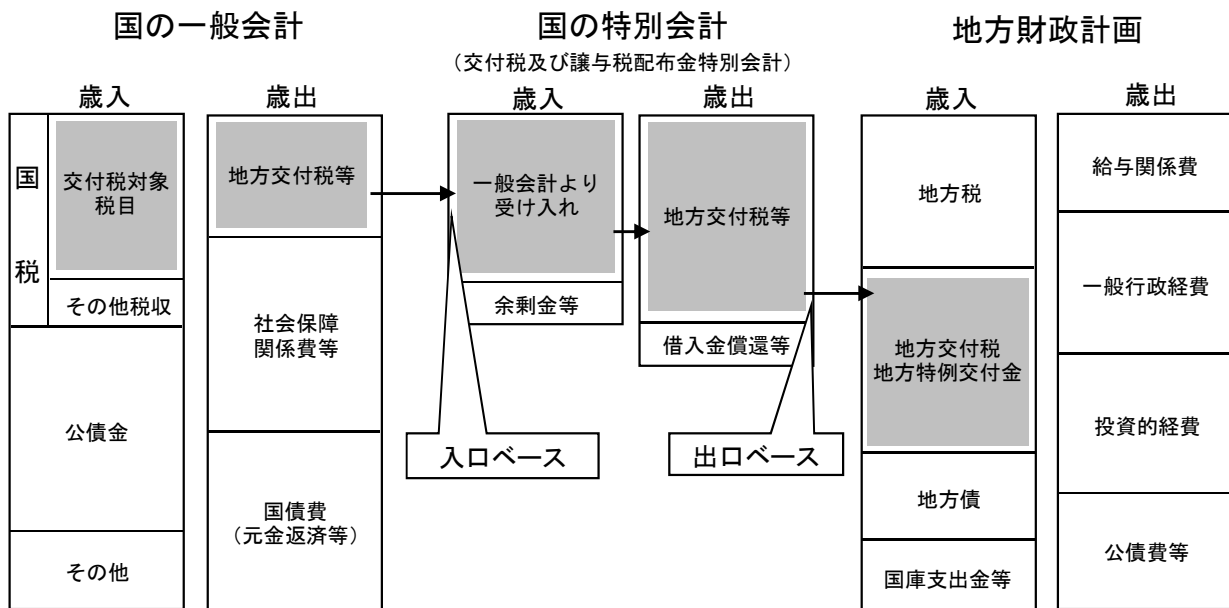 国の一般会計
国の特別会計
(交付税及び譲与税配布金特別会計)
地方財政計画
歳入
歳出
歳入
歳出
歳入
歳出
国
税
交付税対象
税目
その他税収
公債金
その他
地方交付税等
社会保障
関係費等
国債費
(元金返済等)
一般会計より
受け入れ
余剰金等
入口ベース
地方交付税等
借入金償還等
出口ベース
地方税
地方交付税
地方特例交付金
地方債
国庫支出金等
給与関係費
一般行政経費
投資的経費
公債費等